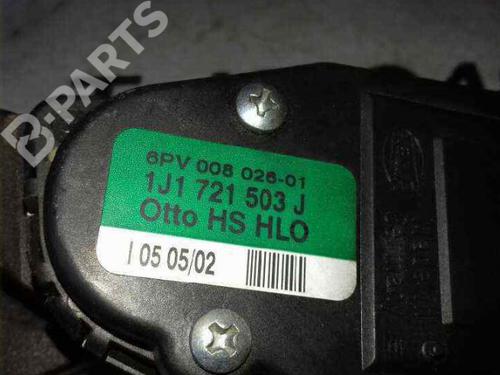 B-PARTS
6PV 008 026-01
1J1 721 503 J
Otto HS HLO
I 05 05/02